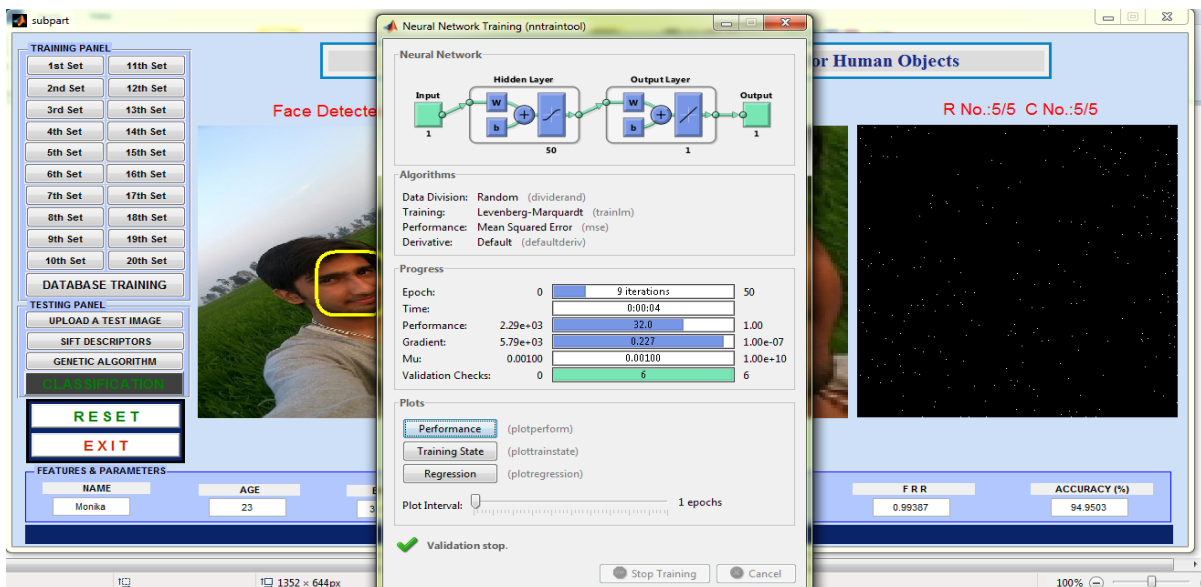 subpart
TRAINING PANEL
1st Set 11th Set
2nd Set 12th Set
3rd Set 13th Set
4th Set 14th Set
5th Set 15th Set
6th Set 16th Set
7th Set 17th Set
8th Set 18th Set
9th Set 19th Set
10th Set 20th Set
DATABASE TRAINING
TESTING PANEL
UPLOAD A TEST IMAGE
SIFT DESCRIPTORS
GENETIC ALGORITHM
CLASSIFICATION
RESET
EXIT
Face Detecte
or Human Objects
R No.:5/5 C No.:5/5
Neural Network Training (nntraintool)
Neural Network
Hidden Layer Output Layer
Input Output
W W
b b
+ +
1 50 1 1
Algorithms
Data Division: Random (dividerand)
Training: Levenberg-Marquardt (trainlm)
Performance: Mean Squared Error (mse)
Derivative: Default (defaultderiv)
Progress
Epoch: 0 9 iterations 50
Time: 0:00:04
Performance: 2.29e+03 32.0 1.00
Gradient: 5.79e+03 0.227 1.00e-07
Mu: 0.00100 0.00100 1.00e+10
Validation Checks: 0 6 6
Plots
Performance (plotperform)
Training State (plottrainstate)
Regression (plotregression)
Plot Interval: 1 epochs
Validation stop.
Stop Training Cancel
FEATURES & PARAMETERS
NAME AGE E F R R ACCURACY (%)
Monika 23 3 0.99387 94.9503
1352 × 644px 100%